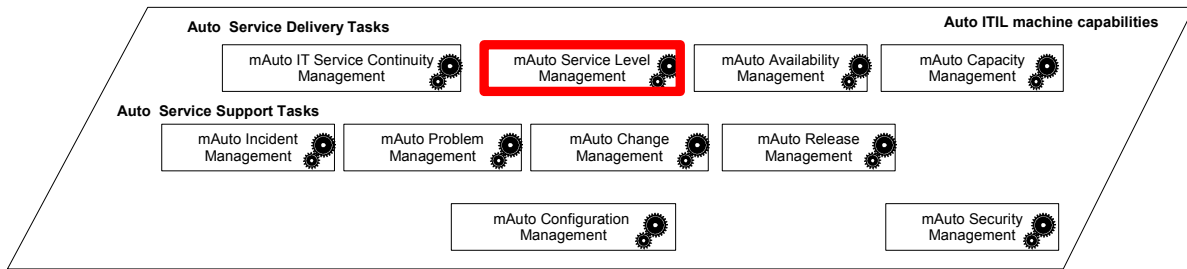 Auto Service Delivery Tasks
Auto ITIL machine capabilities
mAuto IT Service Continuity
Management
mAuto Service Level
Management
mAuto Availability
Management
mAuto Capacity
Management
Auto Service Support Tasks
mAuto Incident
Management
mAuto Problem
Management
mAuto Change
Management
mAuto Release
Management
mAuto Configuration
Management
mAuto Security
Management